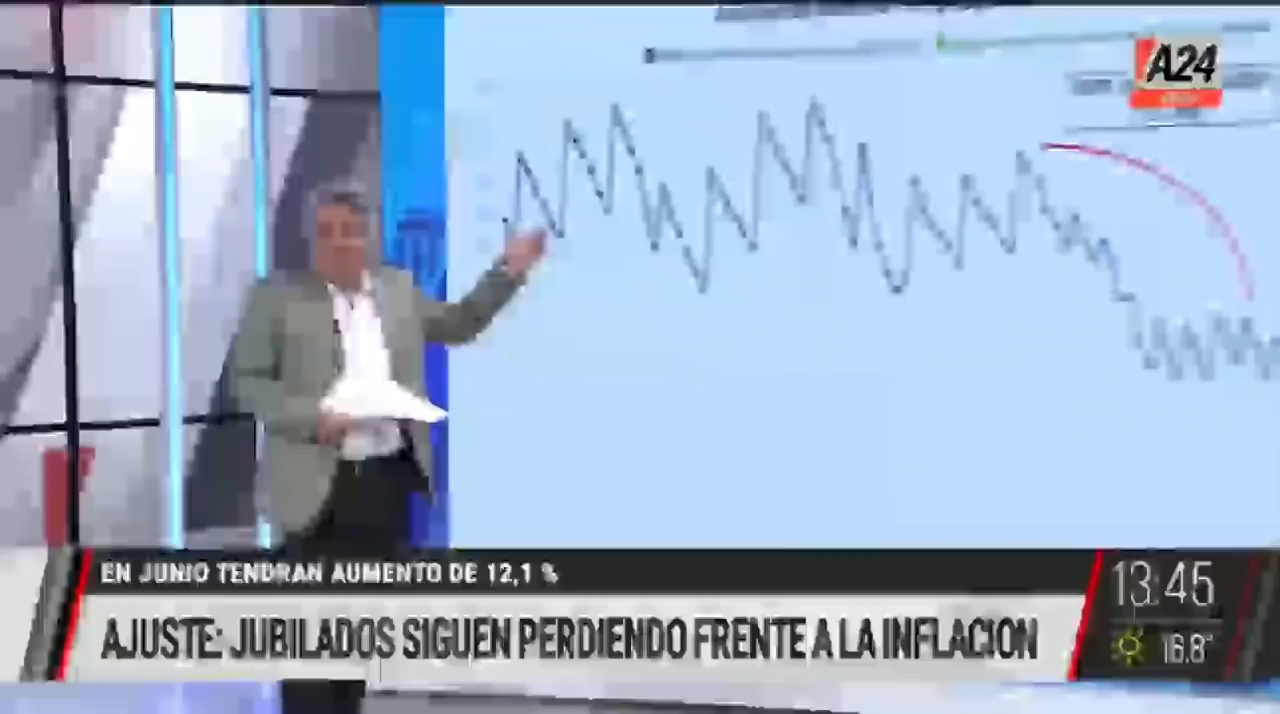 A24
EN JUNIO TENDRAN AUMENTO DE 12,1 %
13:45
AJUSTE: JUBILADOS SIGUEN PERDIENDO FRENTE A LA INFLACION
16.8°